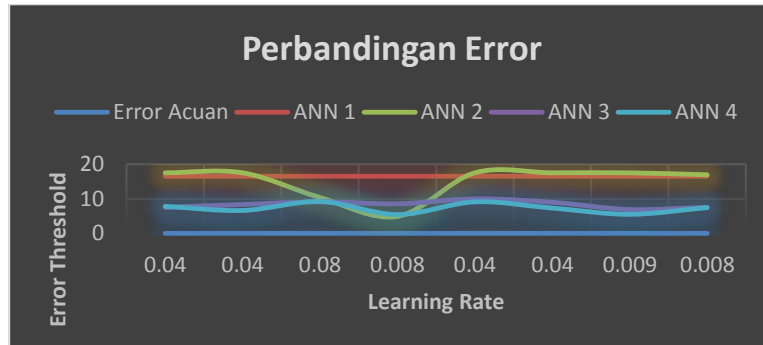 Perbandingan Error
Error Acuan ANN 1 ANN 2 ANN 3 ANN 4
20
10
0
0.04 0.04 0.08 0.008 0.04 0.04 0.009 0.008
Error Threshold
Learning Rate